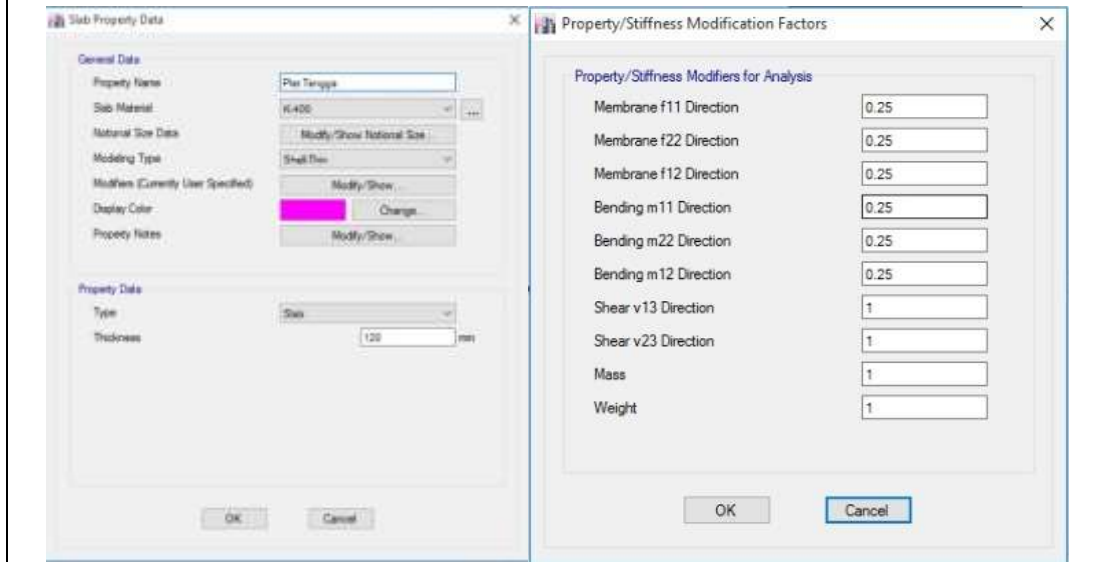 Slab Property Data
General Data
Property Name Plat Tangga
Slab Material K-400 ...
Notional Size Data Modify/Show Notional Size...
Modeling Type Shell-Thin
Modifiers (Currently User Specified) Modify/Show...
Display Color Change...
Property Notes Modify/Show...
Property Data
Type Slab
Thickness 120 mm
OK Cancel
Property/Stiffness Modification Factors
Property/Stiffness Modifiers for Analysis
Membrane f11 Direction 0.25
Membrane f22 Direction 0.25
Membrane f12 Direction 0.25
Bending m11 Direction 0.25
Bending m22 Direction 0.25
Bending m12 Direction 0.25
Shear v13 Direction 1
Shear v23 Direction 1
Mass 1
Weight 1
OK Cancel